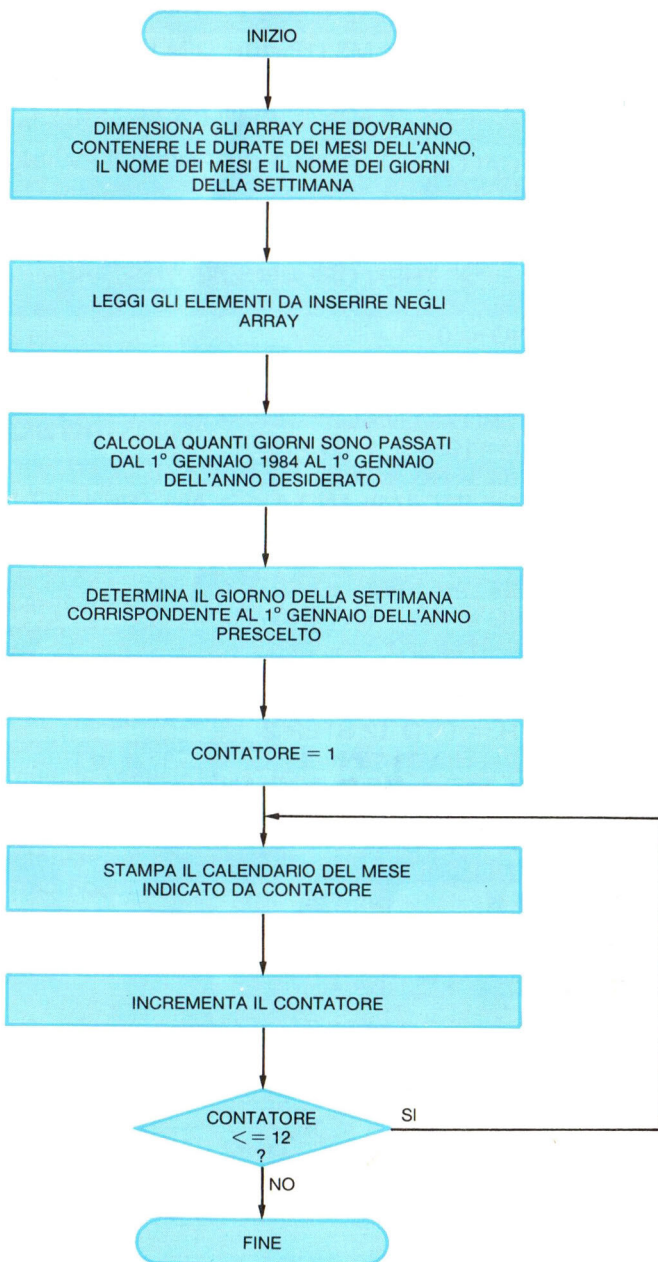 INIZIO
DIMENSIONA GLI ARRAY CHE DOVRANNO
CONTENERE LE DURATE DEI MESI DELL'ANNO,
IL NOME DEI MESI E IL NOME DEI GIORNI
DELLA SETTIMANA
LEGGI GLI ELEMENTI DA INSERIRE NEGLI
ARRAY
CALCOLA QUANTI GIORNI SONO PASSATI
DAL 1° GENNAIO 1984 AL 1° GENNAIO
DELL'ANNO DESIDERATO
DETERMINA IL GIORNO DELLA SETTIMANA
CORRISPONDENTE AL 1° GENNAIO DELL'ANNO
PRESCELTO
CONTATORE = 1
STAMPA IL CALENDARIO DEL MESE
INDICATO DA CONTATORE
INCREMENTA IL CONTATORE
CONTATORE
< = 12
?
SI
NO
FINE